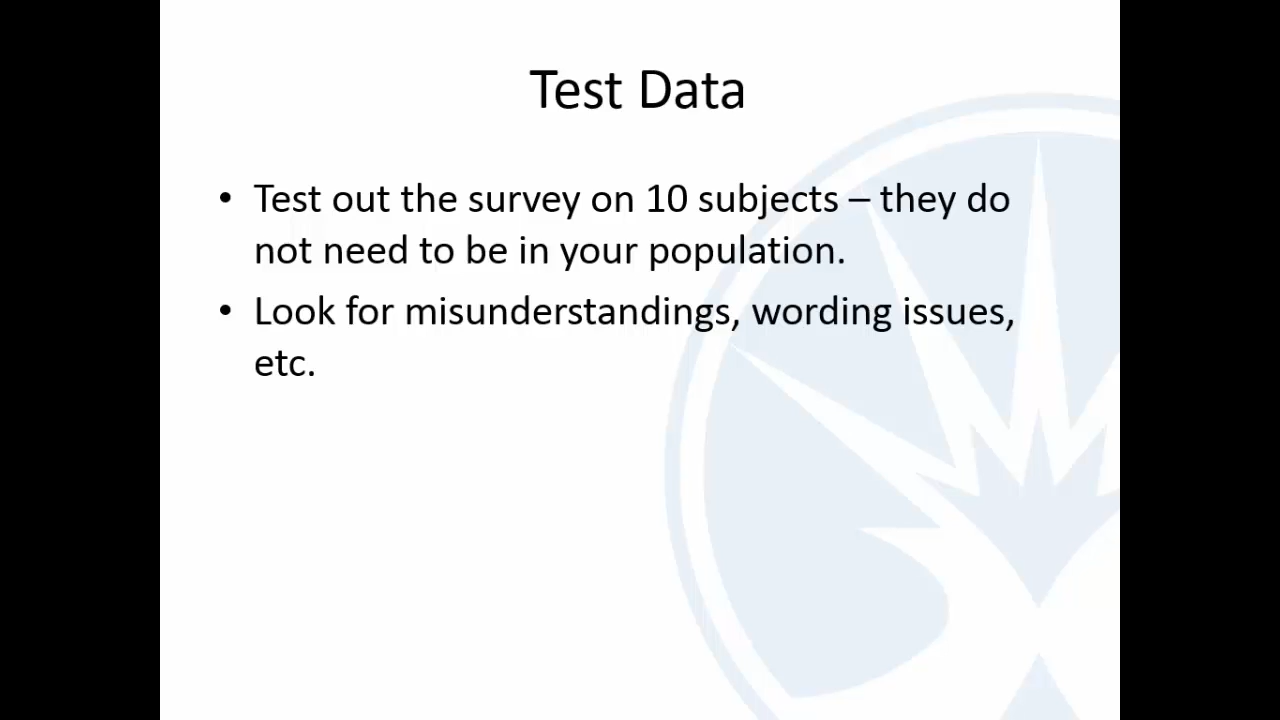 Test Data
• Test out the survey on 10 subjects – they do
not need to be in your population.
• Look for misunderstandings, wording issues,
etc.